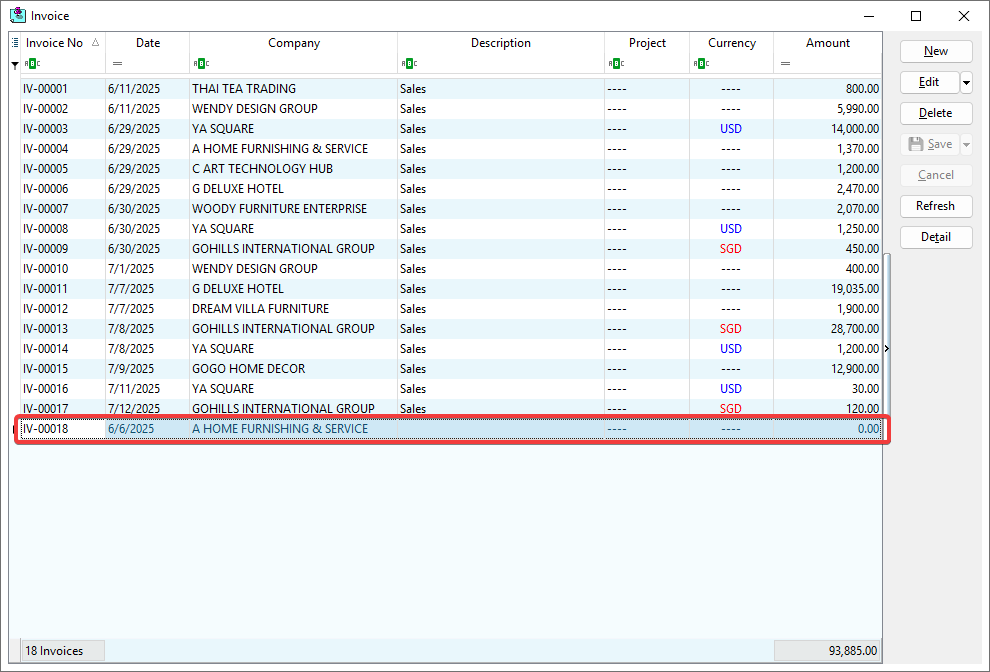 Invoice
Invoice No Date Company Description Project Currency Amount
ABC = ABC ABC ABC ABC =
IV-00001 6/11/2025 THAI TEA TRADING Sales ---- ---- 800.00
IV-00002 6/11/2025 WENDY DESIGN GROUP Sales ---- ---- 5,990.00
IV-00003 6/29/2025 YA SQUARE Sales ---- USD 14,000.00
IV-00004 6/29/2025 A HOME FURNISHING & SERVICE Sales ---- ---- 1,370.00
IV-00005 6/29/2025 C ART TECHNOLOGY HUB Sales ---- ---- 1,200.00
IV-00006 6/29/2025 G DELUXE HOTEL Sales ---- ---- 2,470.00
IV-00007 6/30/2025 WOODY FURNITURE ENTERPRISE Sales ---- ---- 2,070.00
IV-00008 6/30/2025 YA SQUARE Sales ---- USD 1,250.00
IV-00009 6/30/2025 GOHILLS INTERNATIONAL GROUP Sales ---- SGD 450.00
IV-00010 7/1/2025 WENDY DESIGN GROUP Sales ---- ---- 400.00
IV-00011 7/7/2025 G DELUXE HOTEL Sales ---- ---- 19,035.00
IV-00012 7/7/2025 DREAM VILLA FURNITURE Sales ---- ---- 1,900.00
IV-00013 7/8/2025 GOHILLS INTERNATIONAL GROUP Sales ---- SGD 28,700.00
IV-00014 7/8/2025 YA SQUARE Sales ---- USD 1,200.00
IV-00015 7/9/2025 GOGO HOME DECOR Sales ---- ---- 12,900.00
IV-00016 7/11/2025 YA SQUARE Sales ---- USD 30.00
IV-00017 7/12/2025 GOHILLS INTERNATIONAL GROUP Sales ---- SGD 120.00
IV-00018 6/6/2025 A HOME FURNISHING & SERVICE ---- ---- 0.00
18 Invoices 93,885.00
New
Edit
Delete
Save
Cancel
Refresh
Detail